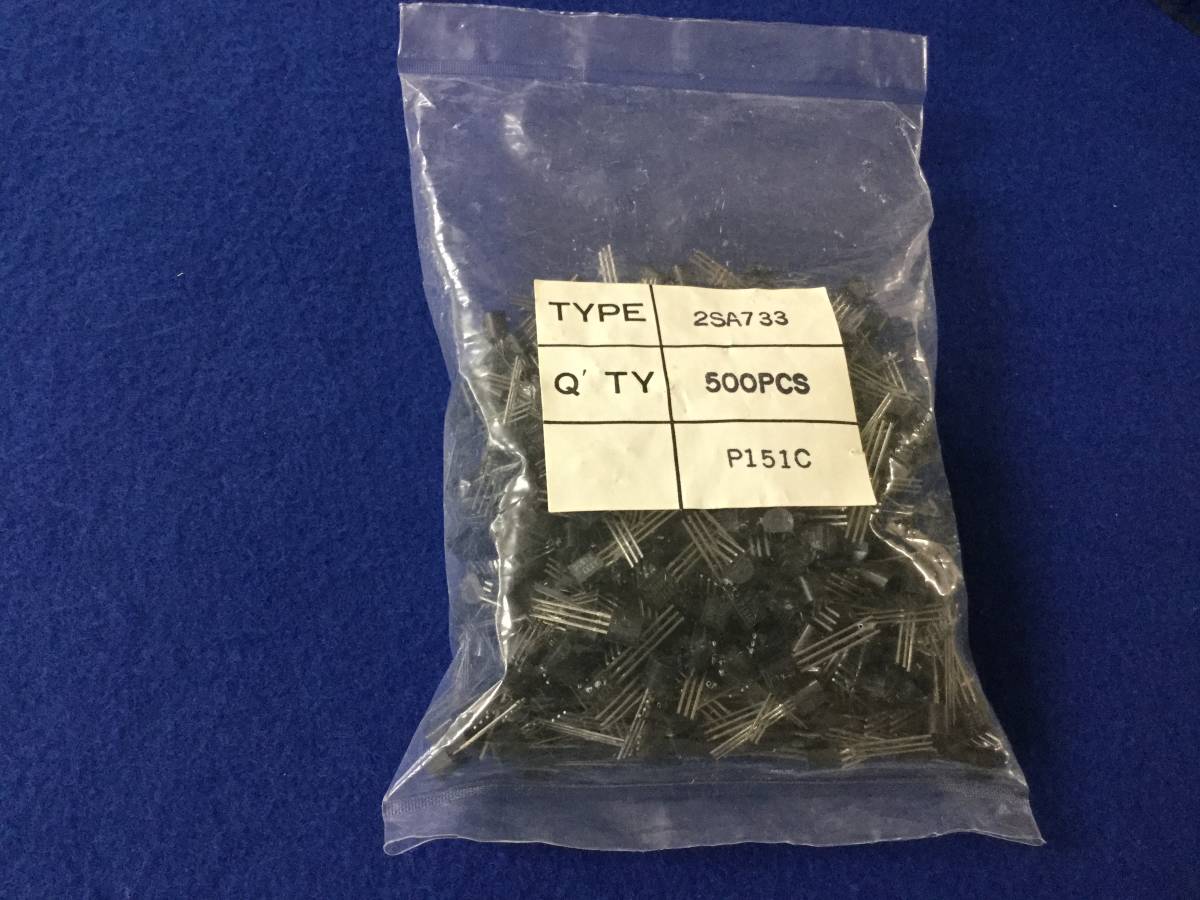 TYPE 2SA733
Q'TY 500PCS
P151C